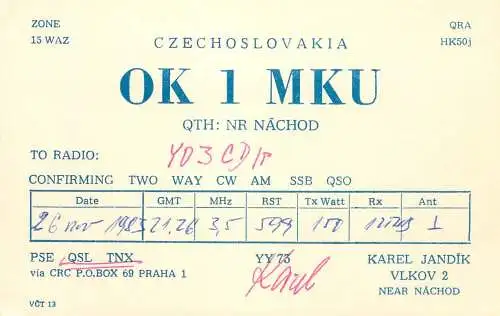 ZONE QRA
15 WAZ HK50j
CZECHOSLOVAKIA
OK 1 MKU
QTH: NR NÁCHOD
TO RADIO: YO3CD
CONFIRMING TWO WAY CW AM SSB QSO
Date GMT MHz RST Tx Watt Rx Ant
26 nov 1983 21,26 3,5 599 150 1
PSE QSL TNX YY 73 KAREL JANDÍK
via CRC P.O.BOX 69 PRAHA 1 Karel VLKOV 2
NEAR NÁCHOD
VČT 13